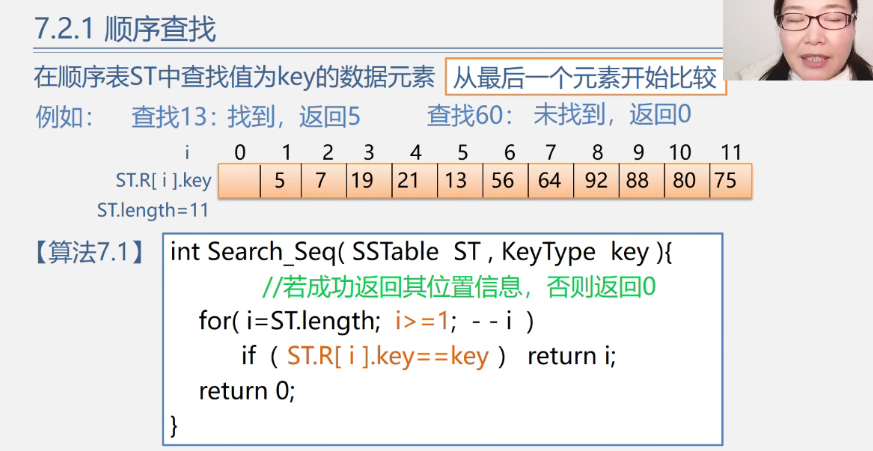 7.2.1 顺序查找
在顺序表ST中查找值为key的数据元素 从最后一个元素开始比较
例如： 查找13：找到，返回5 查找60： 未找到，返回0
i 0 1 2 3 4 5 6 7 8 9 10 11
ST.R[ i ].key 5 7 19 21 13 56 64 92 88 80 75
ST.length=11
【算法7.1】 int Search_Seq( SSTable ST , KeyType key ){
//若成功返回其位置信息，否则返回0
for( i=ST.length; i>=1; - - i )
if ( ST.R[ i ].key==key ) return i;
return 0;
}